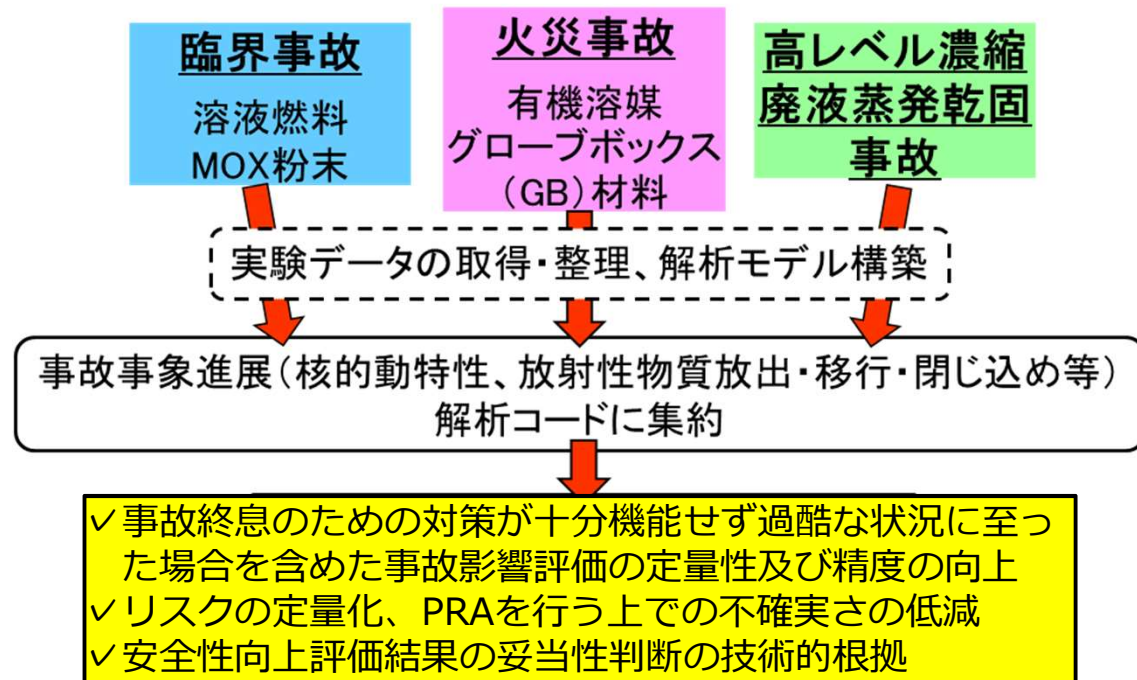 臨界事故
溶液燃料
MOX粉末
火災事故
有機溶媒
グローブボックス
(GB)材料
高レベル濃縮
廃液蒸発乾固
事故
実験データの取得・整理、解析モデル構築
事故事象進展(核的動特性、放射性物質放出・移行・閉じ込め等)
解析コードに集約
✓事故終息のための対策が十分機能せず過酷な状況に至っ
た場合を含めた事故影響評価の定量性及び精度の向上
✓リスクの定量化、PRAを行う上での不確実さの低減
✓安全性向上評価結果の妥当性判断の技術的根拠